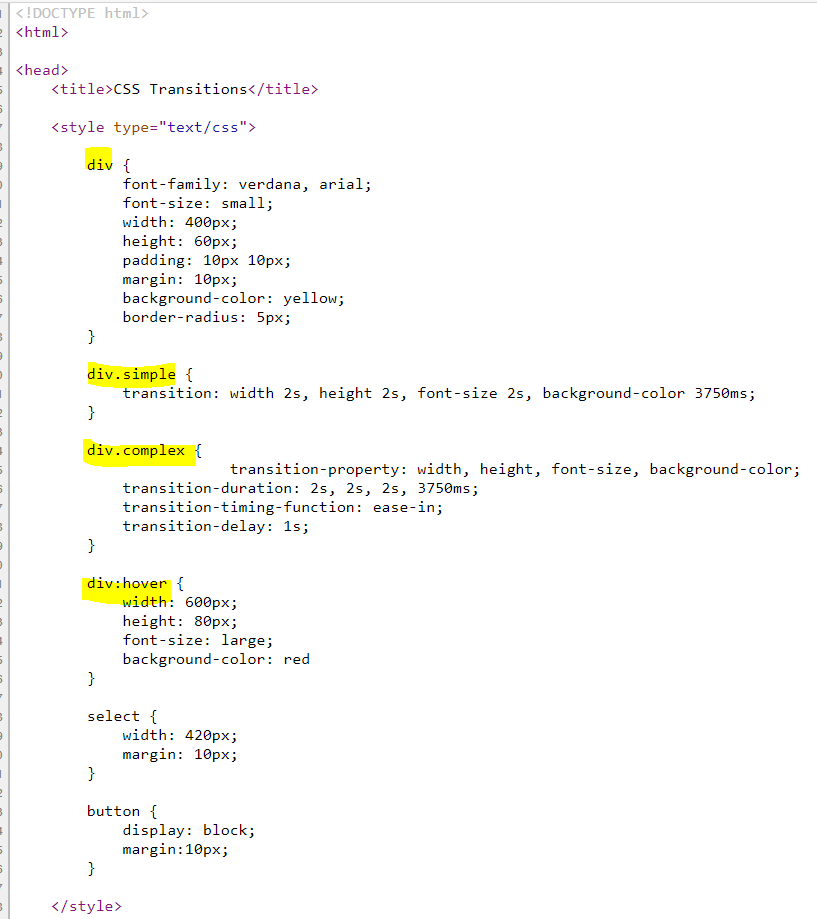 <!DOCTYPE html>
<html>
<head>
<title>CSS Transitions</title>
<style type="text/css">
div {
font-family: verdana, arial;
font-size: small;
width: 400px;
height: 60px;
padding: 10px 10px;
margin: 10px;
background-color: yellow;
border-radius: 5px;
}
div.simple {
transition: width 2s, height 2s, font-size 2s, background-color 3750ms;
}
div.complex {
transition-property: width, height, font-size, background-color;
transition-duration: 2s, 2s, 2s, 3750ms;
transition-timing-function: ease-in;
transition-delay: 1s;
}
div:hover {
width: 600px;
height: 80px;
font-size: large;
background-color: red
}
select {
width: 420px;
margin: 10px;
}
button {
display: block;
margin:10px;
}
</style>